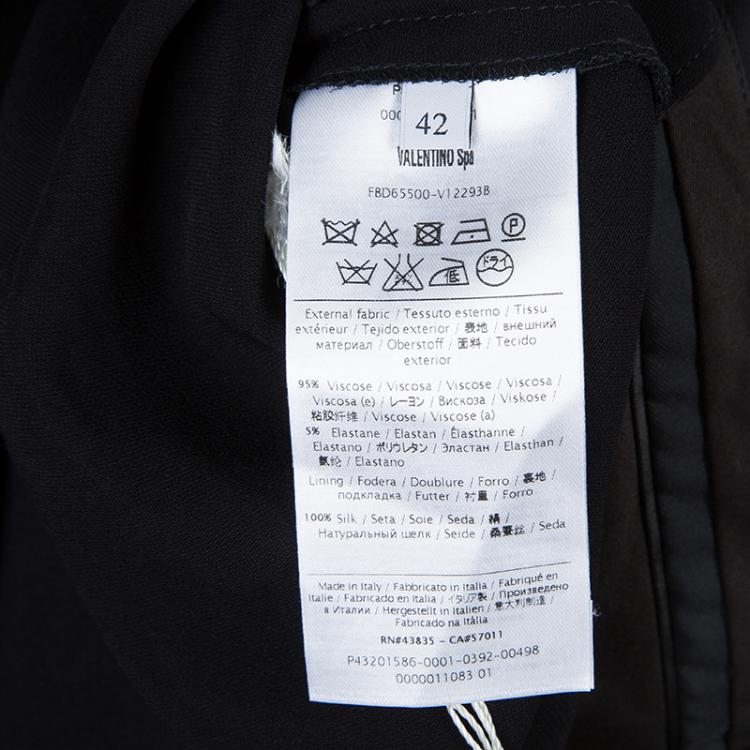 42
VALENTINO Spa
FBD65500-V12293B
P
ドライ
低
External fabric / Tessuto esterno / Tissu
extérieur / Tejido exterior / 表地 / внешний
материал / Oberstoff / 面料 / Tecido
exterior
95% Viscose / Viscosa / Viscose / Viscosa /
Viscosa (e) / レーヨン / Вискоза / Viskose /
粘胶纤维 / Viscose / Viscose (a)
5% Elastane / Elastan / Élasthanne /
Elastano / ポリウレタン / Эластан / Elasthan /
氨纶 / Elastano
Lining / Fodera / Doublure / Forro / 裏地 /
подкладка / Futter / 衬里 / Forro
100% Silk / Seta / Soie / Seda / 絹 /
Натуральный шелк / Seide / 桑蚕丝 / Seda
Made in Italy / Fabbricato in Italia / Fabriqué en
Italie / Fabricado en Italia / イタリア製 / Произведено
в Италии / Hergestellt in Italien / 意大利制造 /
Fabricado na Itália
RN#43835 - CA#57011
P43201586-0001-0392-00498
0000011083 01